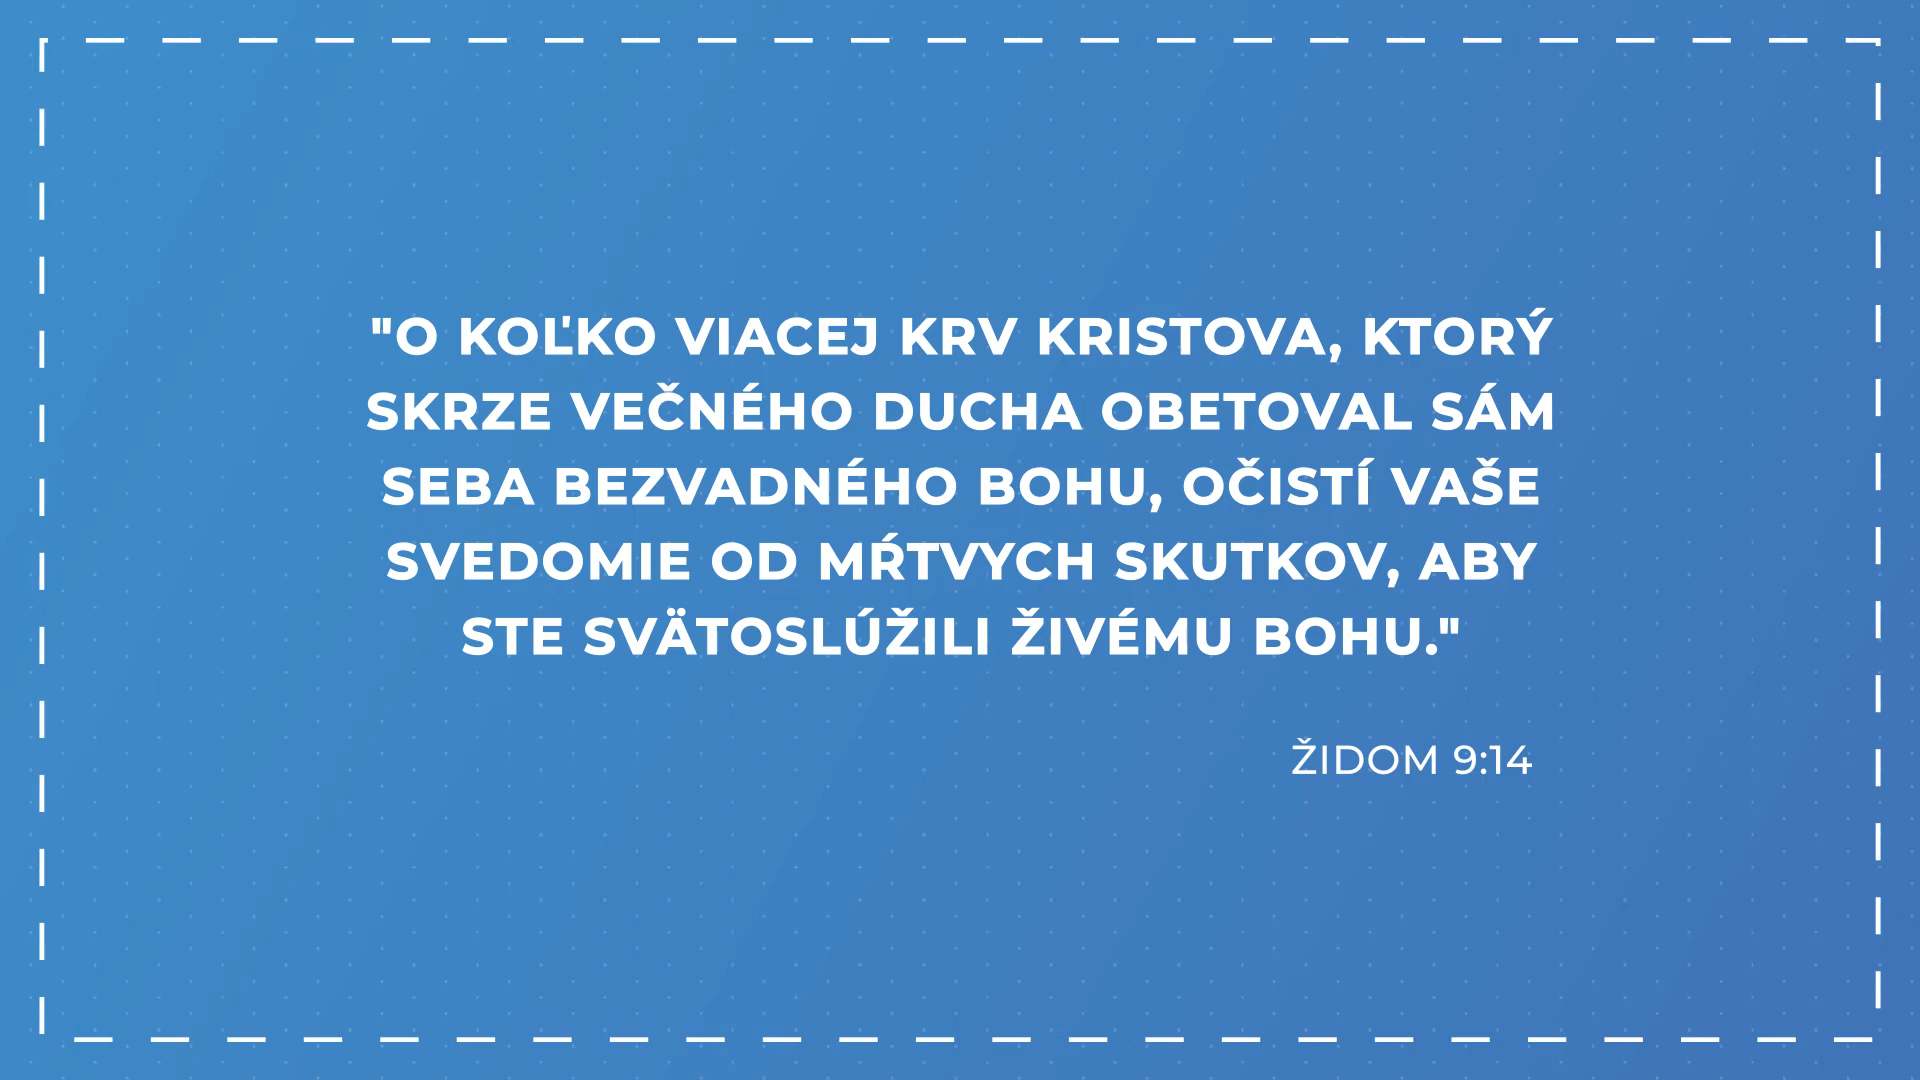 "O KOĽKO VIACEJ KRV KRISTOVA, KTORÝ
SKRZE VEČNÉHO DUCHA OBETOVAL SÁM
SEBA BEZVADNÉHO BOHU, OČISTÍ VAŠE
SVEDOMIE OD MŔTVYCH SKUTKOV, ABY
STE SVÄTOSLÚŽILI ŽIVÉMU BOHU."
ŽIDOM 9:14